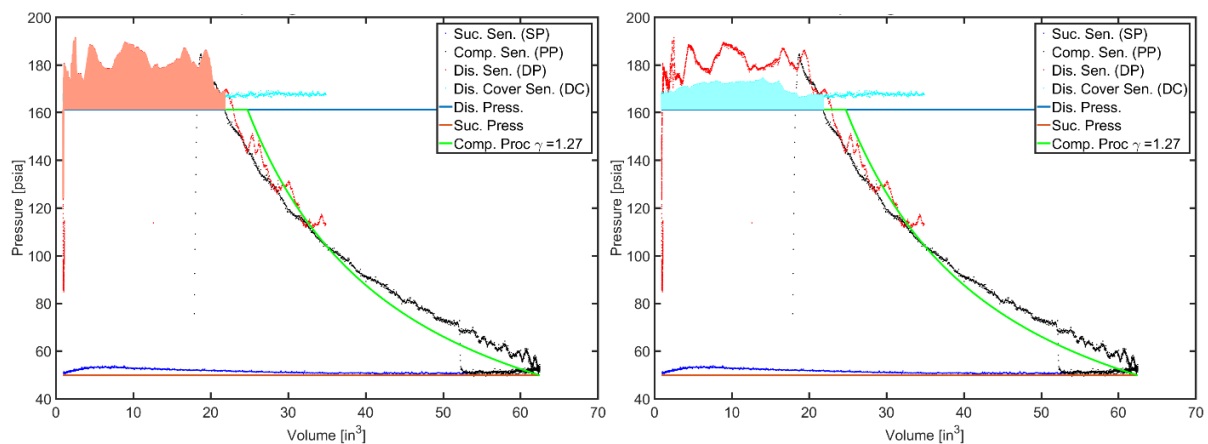 200
180
160
140
120
100
80
60
40
Pressure [psia]
0
10
20
30
40
50
60
70
Volume [in³]
Suc. Sen. (SP)
Comp. Sen. (PP)
Dis. Sen. (DP)
Dis. Cover Sen. (DC)
Dis. Press.
Suc. Press
Comp. Proc γ =1.27
200
180
160
140
120
100
80
60
40
Pressure [psia]
0
10
20
30
40
50
60
70
Volume [in³]
Suc. Sen. (SP)
Comp. Sen. (PP)
Dis. Sen. (DP)
Dis. Cover Sen. (DC)
Dis. Press.
Suc. Press
Comp. Proc γ =1.27